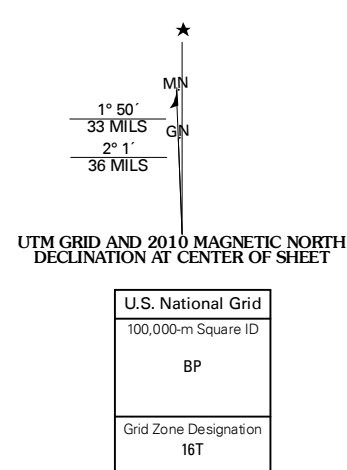 ★
MN
1° 50´
33 MILS
GN
2° 1´
36 MILS
UTM GRID AND 2010 MAGNETIC NORTH
DECLINATION AT CENTER OF SHEET
U.S. National Grid
100,000-m Square ID
BP
Grid Zone Designation
16T